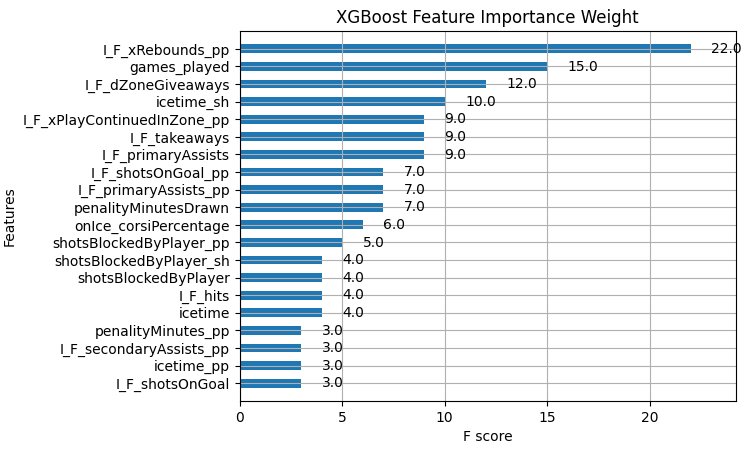 XGBoost Feature Importance Weight
Features
I_F_xRebounds_pp 22.0
games_played 15.0
I_F_dZoneGiveaways 12.0
icetime_sh 10.0
I_F_xPlayContinuedInZone_pp 9.0
I_F_takeaways 9.0
I_F_primaryAssists 9.0
I_F_shotsOnGoal_pp 7.0
I_F_primaryAssists_pp 7.0
penalityMinutesDrawn 7.0
onIce_corsiPercentage 6.0
shotsBlockedByPlayer_pp 5.0
shotsBlockedByPlayer_sh 4.0
shotsBlockedByPlayer 4.0
I_F_hits 4.0
icetime 4.0
penalityMinutes_pp 3.0
I_F_secondaryAssists_pp 3.0
icetime_pp 3.0
I_F_shotsOnGoal 3.0
0 5 10 15 20
F score